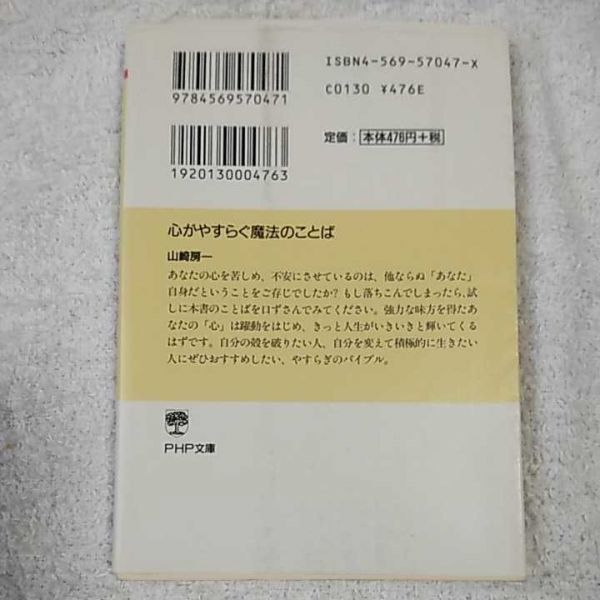 ISBN4-569-57047-X
9784569570471
C0130 ¥476E
定価：本体476円+税
1920130004763
心がやすらぐ魔法のことば
山﨑房一
あなたの心を苦しめ、不安にさせているのは、他ならぬ「あなた」
自身だということをご存じでしたか？ もし落ちこんでしまったら、試
しに本書のことばを口ずさんでみてください。強力な味方を得たあ
なたの「心」は躍動をはじめ、きっと人生がいきいきと輝いてくる
はずです。自分の殻を破りたい人、自分を変えて積極的に生きたい
人にぜひおすすめしたい、やすらぎのバイブル。
PHP文庫